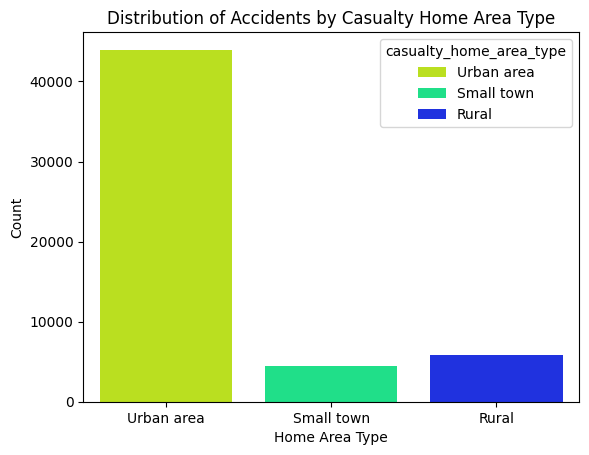 Distribution of Accidents by Casualty Home Area Type
casualty_home_area_type
Urban area
Small town
Rural
Count
40000
30000
20000
10000
0
Urban area
Small town
Rural
Home Area Type